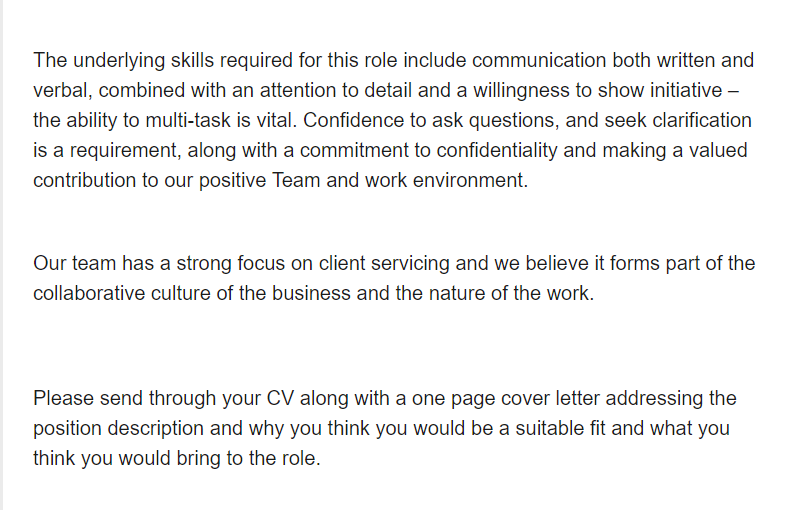 The underlying skills required for this role include communication both written and
verbal, combined with an attention to detail and a willingness to show initiative –
the ability to multi-task is vital. Confidence to ask questions, and seek clarification
is a requirement, along with a commitment to confidentiality and making a valued
contribution to our positive Team and work environment.
Our team has a strong focus on client servicing and we believe it forms part of the
collaborative culture of the business and the nature of the work.
Please send through your CV along with a one page cover letter addressing the
position description and why you think you would be a suitable fit and what you
think you would bring to the role.